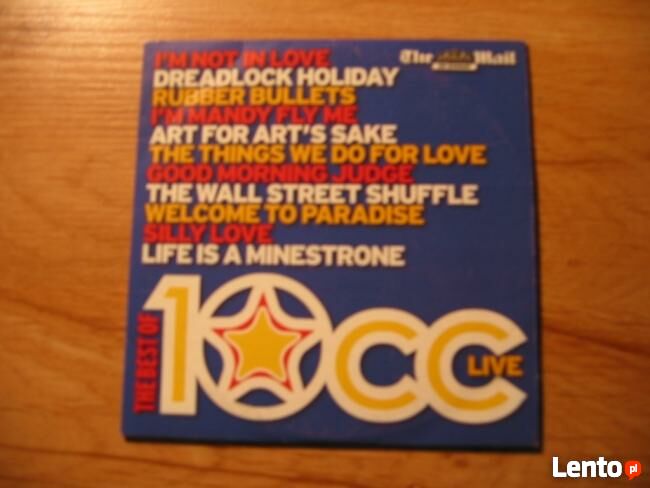 I'M NOT IN LOVE
The Mail
DREADLOCK HOLIDAY
RUBBER BULLETS
I'M MANDY FLY ME
ART FOR ART'S SAKE
THE THINGS WE DO FOR LOVE
GOOD MORNING JUDGE
THE WALL STREET SHUFFLE
WELCOME TO PARADISE
SILLY LOVE
LIFE IS A MINESTRONE
THE BEST OF
10CC
LIVE
Lento pl